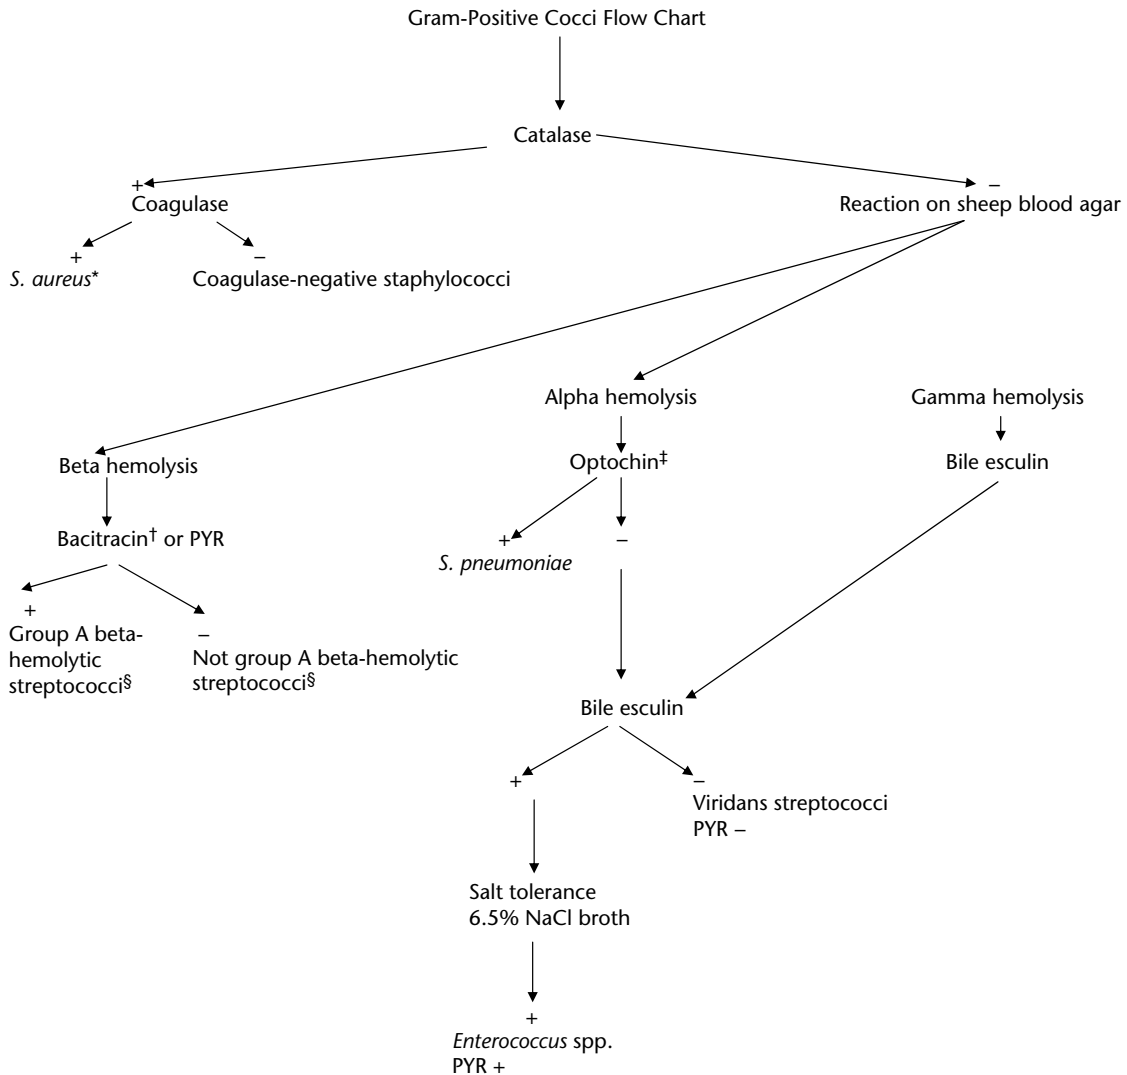 Gram-Positive Cocci Flow Chart
Catalase
+
−
Coagulase
Reaction on sheep blood agar
+
−
S. aureus*
Coagulase-negative staphylococci
Alpha hemolysis
Gamma hemolysis
Beta hemolysis
Optochin‡
Bile esculin
Bacitracin† or PYR
+
−
S. pneumoniae
+
−
Group A beta-
hemolytic
streptococci§
Not group A beta-hemolytic
streptococci§
Bile esculin
+
−
Viridans streptococci
PYR −
Salt tolerance
6.5% NaCl broth
+
Enterococcus spp.
PYR +